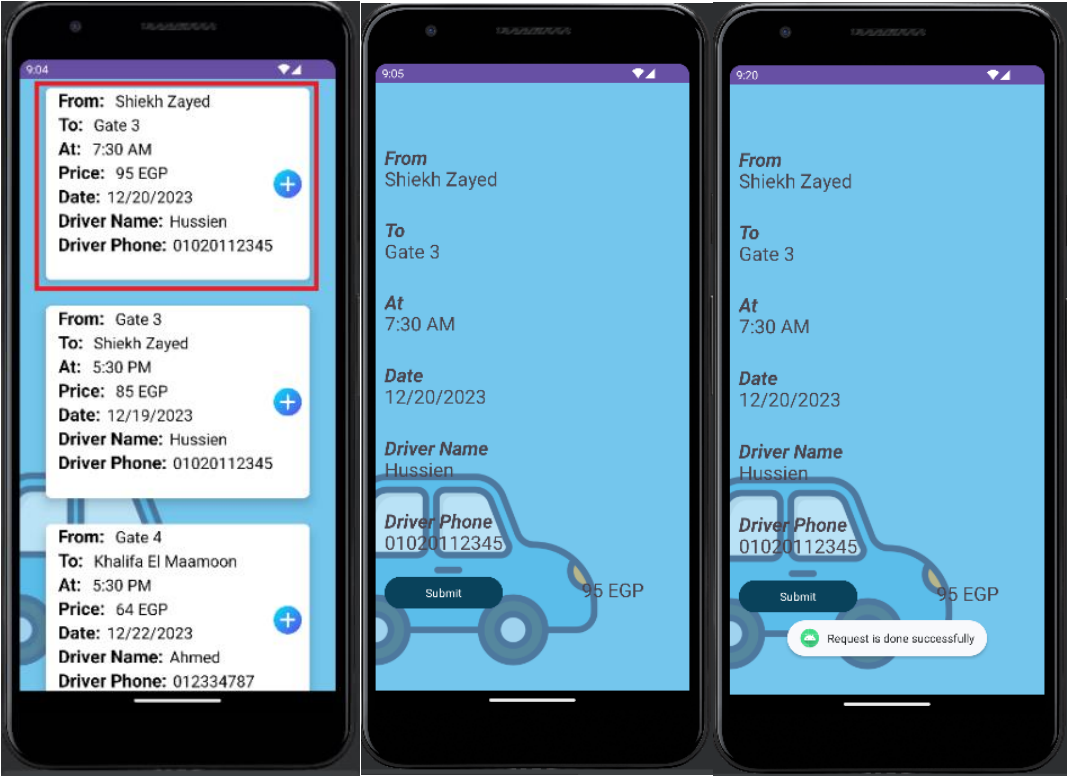 9:04
From: Shiekh Zayed
To: Gate 3
At: 7:30 AM
Price: 95 EGP
Date: 12/20/2023
Driver Name: Hussien
Driver Phone: 01020112345
From: Gate 3
To: Shiekh Zayed
At: 5:30 PM
Price: 85 EGP
Date: 12/19/2023
Driver Name: Hussien
Driver Phone: 01020112345
From: Gate 4
To: Khalifa El Maamoon
At: 5:30 PM
Price: 64 EGP
Date: 12/22/2023
Driver Name: Ahmed
Driver Phone: 012334787
9:05
From
Shiekh Zayed
To
Gate 3
At
7:30 AM
Date
12/20/2023
Driver Name
Hussien
Driver Phone
01020112345
Submit
95 EGP
9:20
From
Shiekh Zayed
To
Gate 3
At
7:30 AM
Date
12/20/2023
Driver Name
Hussien
Driver Phone
01020112345
Submit
95 EGP
Request is done successfully